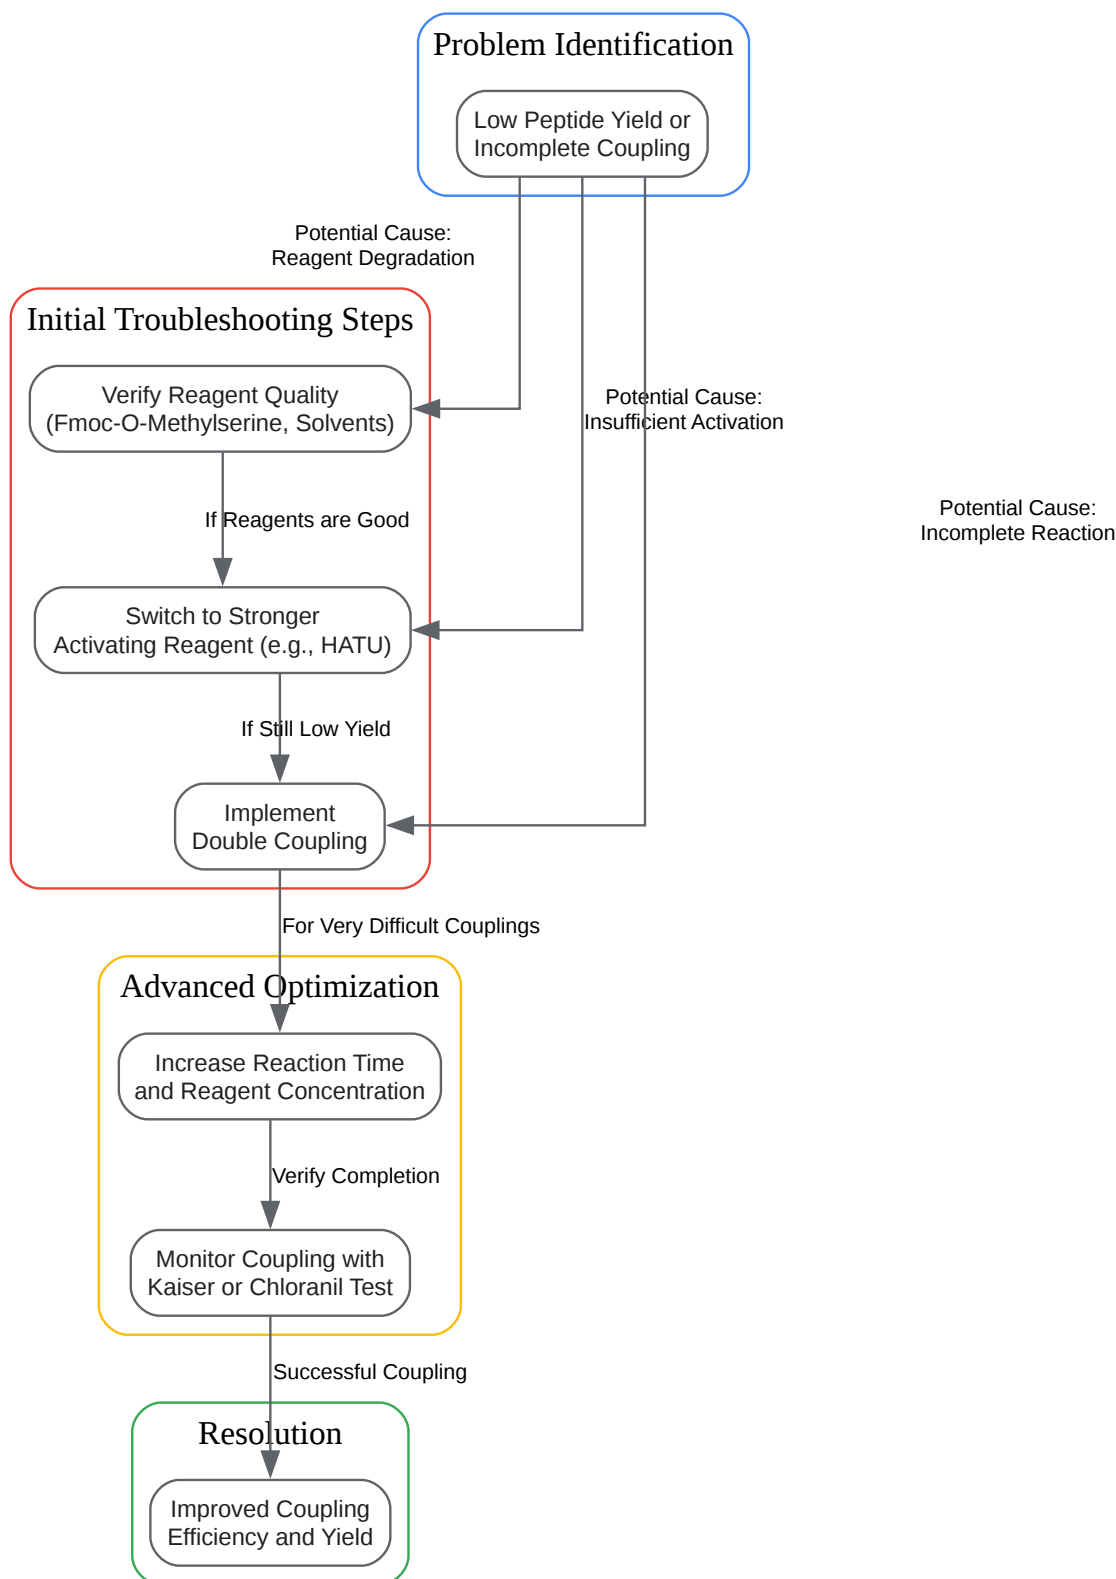 Problem Identification
Low Peptide Yield or
Incomplete Coupling
Potential Cause:
Reagent Degradation
Initial Troubleshooting Steps
Verify Reagent Quality
(Fmoc-O-Methylserine, Solvents)
Potential Cause:
Insufficient Activation
If Reagents are Good
Potential Cause:
Incomplete Reaction
Switch to Stronger
Activating Reagent (e.g., HATU)
If Still Low Yield
Implement
Double Coupling
For Very Difficult Couplings
Advanced Optimization
Increase Reaction Time
and Reagent Concentration
Verify Completion
Monitor Coupling with
Kaiser or Chloranil Test
Successful Coupling
Resolution
Improved Coupling
Efficiency and Yield